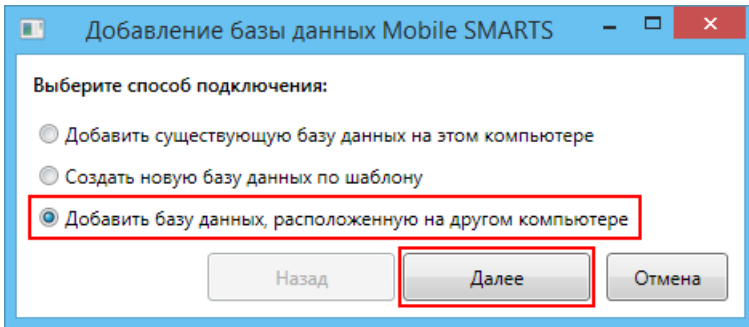 Добавление базы данных Mobile SMARTS
Выберите способ подключения:
Добавить существующую базу данных на этом компьютере
Создать новую базу данных по шаблону
Добавить базу данных, расположенную на другом компьютере
Назад Далее Отмена